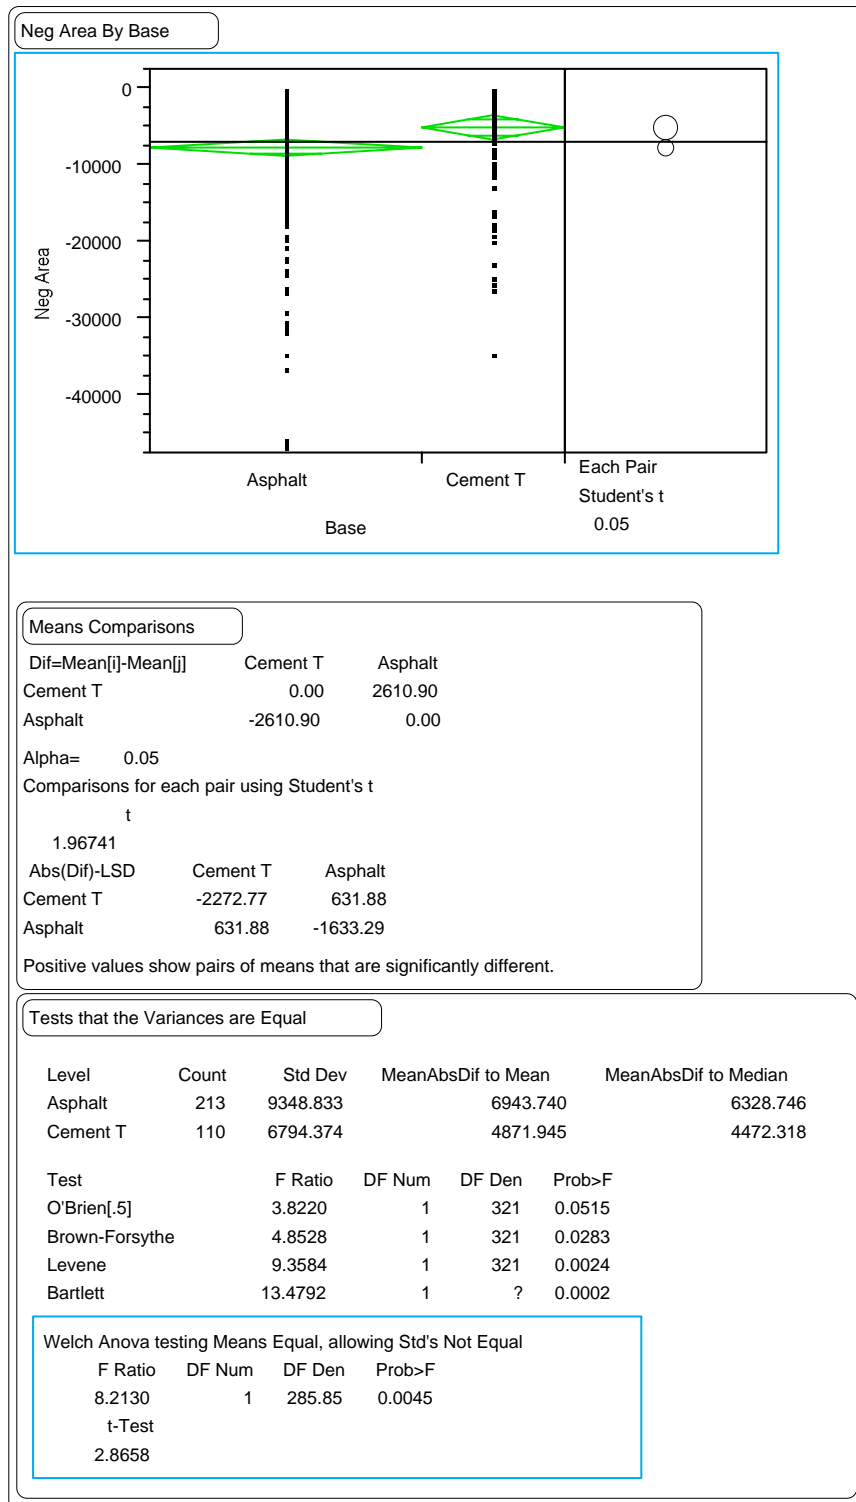 Neg Area By Base
0
-10000
-20000
-30000
-40000
Neg Area
Asphalt Cement T
Each Pair
Student's t
0.05
Base
Means Comparisons
Dif=Mean[i]-Mean[j] Cement T Asphalt
Cement T 0.00 2610.90
Asphalt -2610.90 0.00
Alpha= 0.05
Comparisons for each pair using Student's t
t
1.96741
Abs(Dif)-LSD Cement T Asphalt
Cement T -2272.77 631.88
Asphalt 631.88 -1633.29
Positive values show pairs of means that are significantly different.
Tests that the Variances are Equal
Level Count Std Dev MeanAbsDif to Mean MeanAbsDif to Median
Asphalt 213 9348.833 6943.740 6328.746
Cement T 110 6794.374 4871.945 4472.318
Test F Ratio DF Num DF Den Prob>F
O'Brien[.5] 3.8220 1 321 0.0515
Brown-Forsythe 4.8528 1 321 0.0283
Levene 9.3584 1 321 0.0024
Bartlett 13.4792 1 ? 0.0002
Welch Anova testing Means Equal, allowing Std's Not Equal
F Ratio DF Num DF Den Prob>F
8.2130 1 285.85 0.0045
t-Test
2.8658